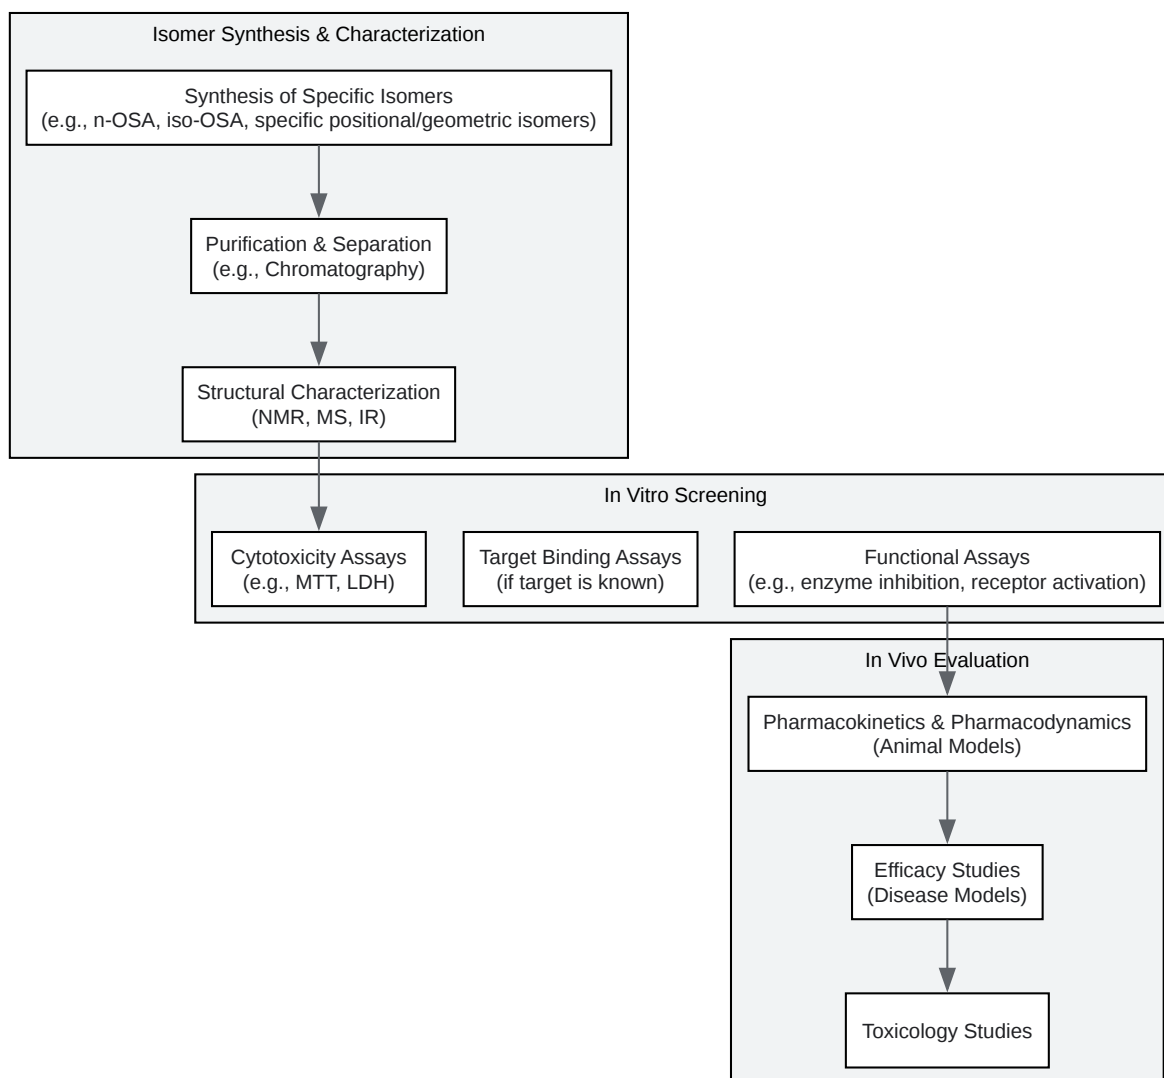 Isomer Synthesis & Characterization
Synthesis of Specific Isomers
(e.g., n-OSA, iso-OSA, specific positional/geometric isomers)
Purification & Separation
(e.g., Chromatography)
Structural Characterization
(NMR, MS, IR)
In Vitro Screening
Cytotoxicity Assays
(e.g., MTT, LDH)
Target Binding Assays
(if target is known)
Functional Assays
(e.g., enzyme inhibition, receptor activation)
In Vivo Evaluation
Pharmacokinetics & Pharmacodynamics
(Animal Models)
Efficacy Studies
(Disease Models)
Toxicology Studies